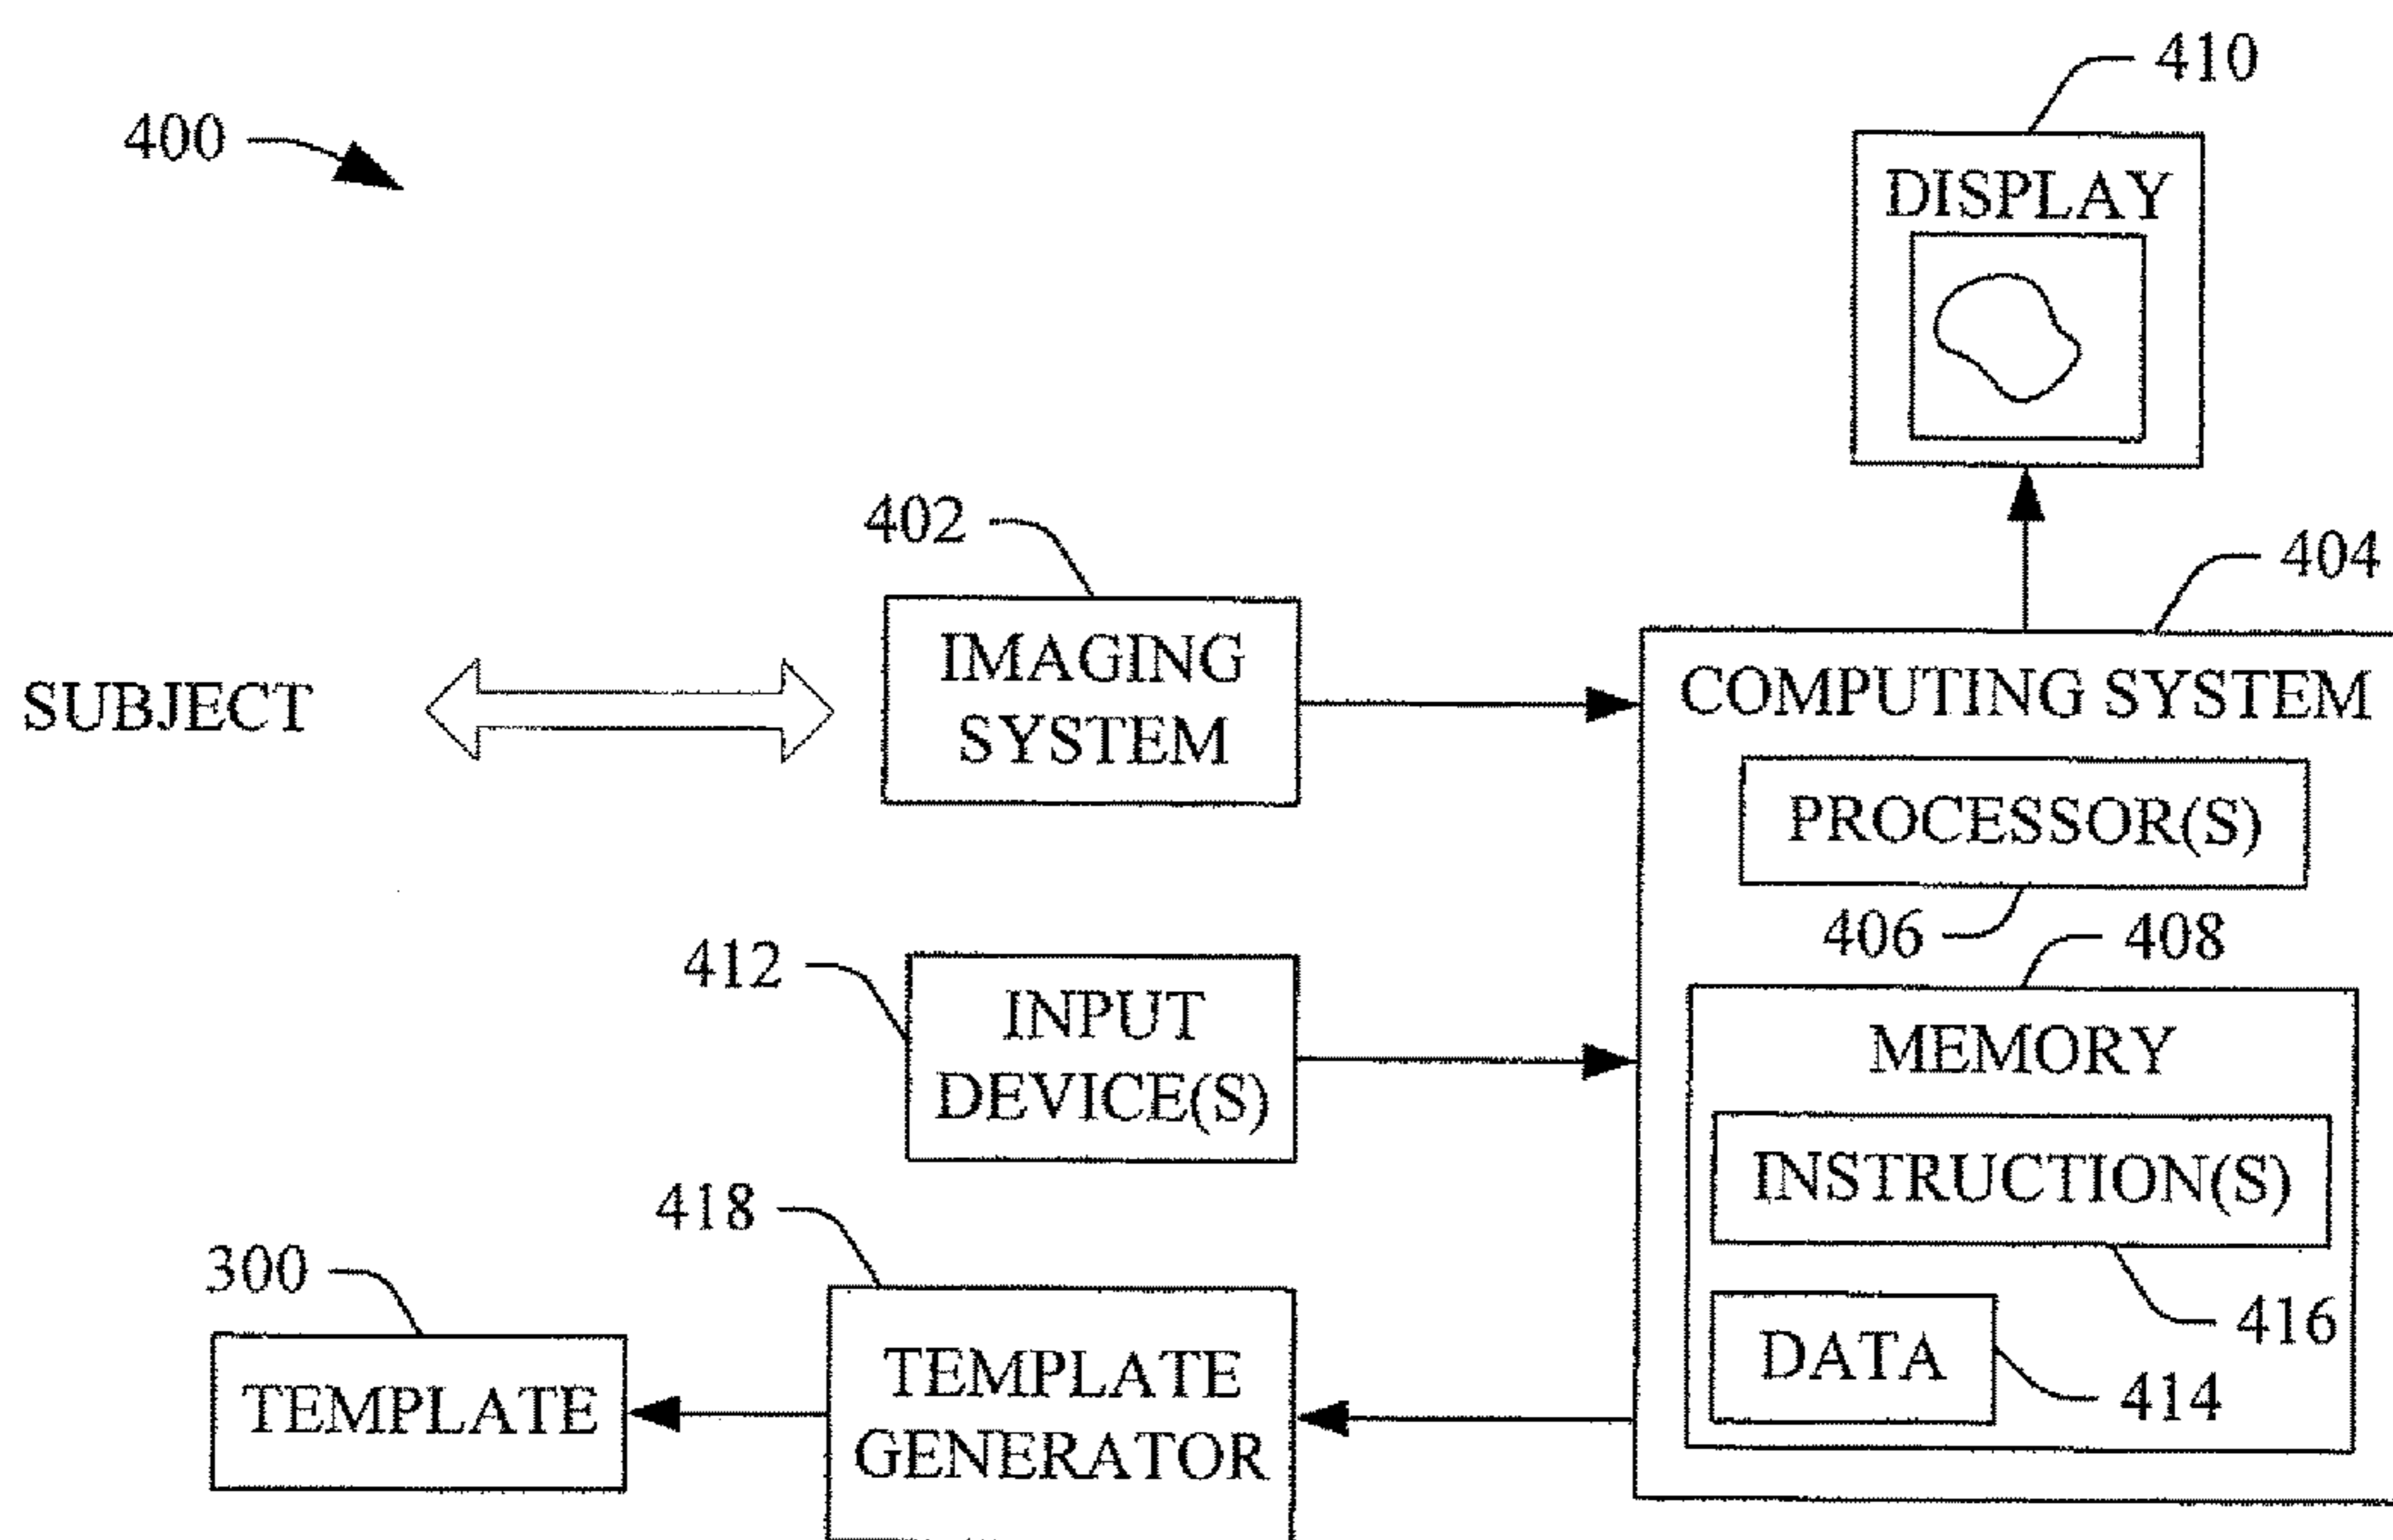 400
410
DISPLAY
402
404
SUBJECT
IMAGING
SYSTEM
COMPUTING SYSTEM
PROCESSOR(S)
406
408
412
INPUT
DEVICE(S)
MEMORY
INSTRUCTION(S)
416
DATA
414
418
300
TEMPLATE
GENERATOR
TEMPLATE